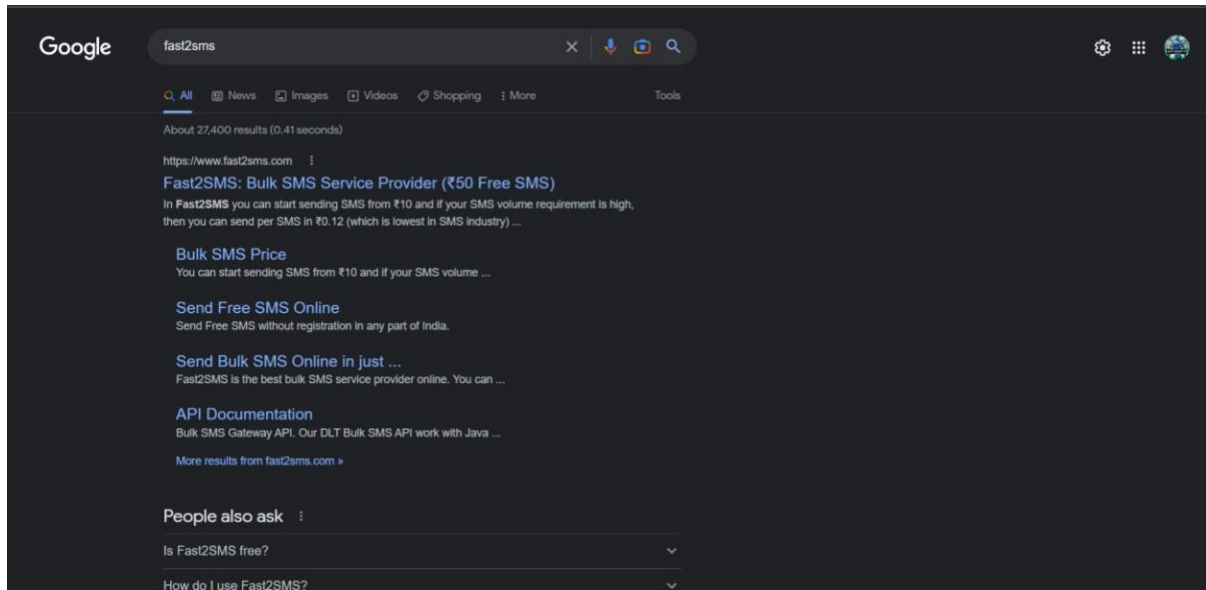 Google
fast2sms
All News Images Videos Shopping More Tools
About 27,400 results (0.41 seconds)
https://www.fast2sms.com
Fast2SMS: Bulk SMS Service Provider (₹50 Free SMS)
In Fast2SMS you can start sending SMS from ₹10 and if your SMS volume requirement is high,
then you can send per SMS in ₹0.12 (which is lowest in SMS industry) ...
Bulk SMS Price
You can start sending SMS from ₹10 and if your SMS volume ...
Send Free SMS Online
Send Free SMS without registration in any part of India.
Send Bulk SMS Online in just ...
Fast2SMS is the best bulk SMS service provider online. You can ...
API Documentation
Bulk SMS Gateway API. Our DLT Bulk SMS API work with Java ...
More results from fast2sms.com »
People also ask
Is Fast2SMS free?
How do I use Fast2SMS?